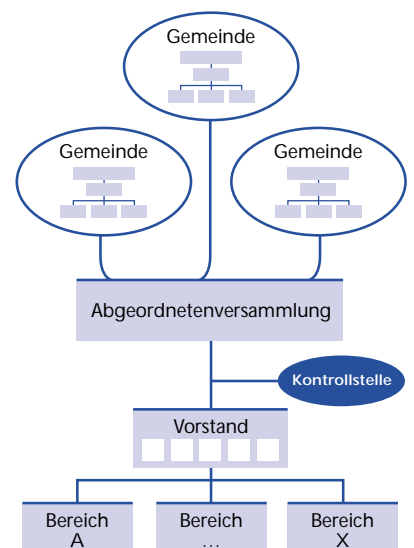 Gemeinde
Gemeinde
Gemeinde
Abgeordnetenversammlung
Kontrollstelle
Vorstand
Bereich
A
Bereich
...
Bereich
X